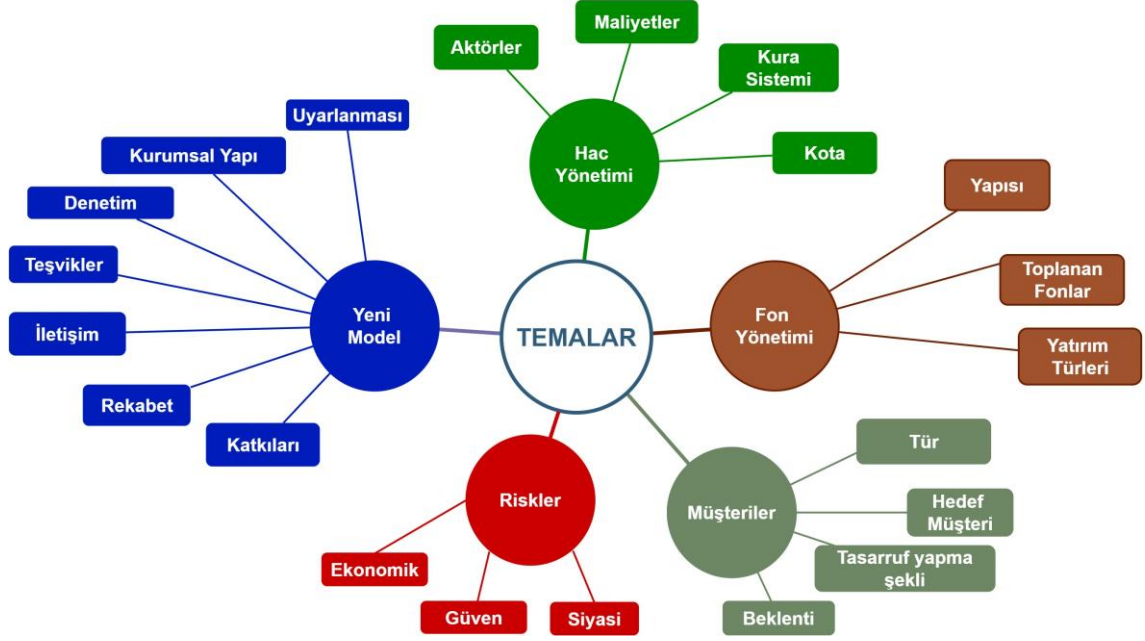 TEMALAR
Hac
Yönetimi
Aktörler
Maliyetler
Kura
Sistemi
Kota
Fon
Yönetimi
Yapısı
Toplanan
Fonlar
Yatırım
Türleri
Müşteriler
Tür
Hedef
Müşteri
Tasarruf yapma
şekli
Beklenti
Riskler
Ekonomik
Güven
Siyasi
Yeni
Model
Uyarlanması
Kurumsal Yapı
Denetim
Teşvikler
İletişim
Rekabet
Katkıları